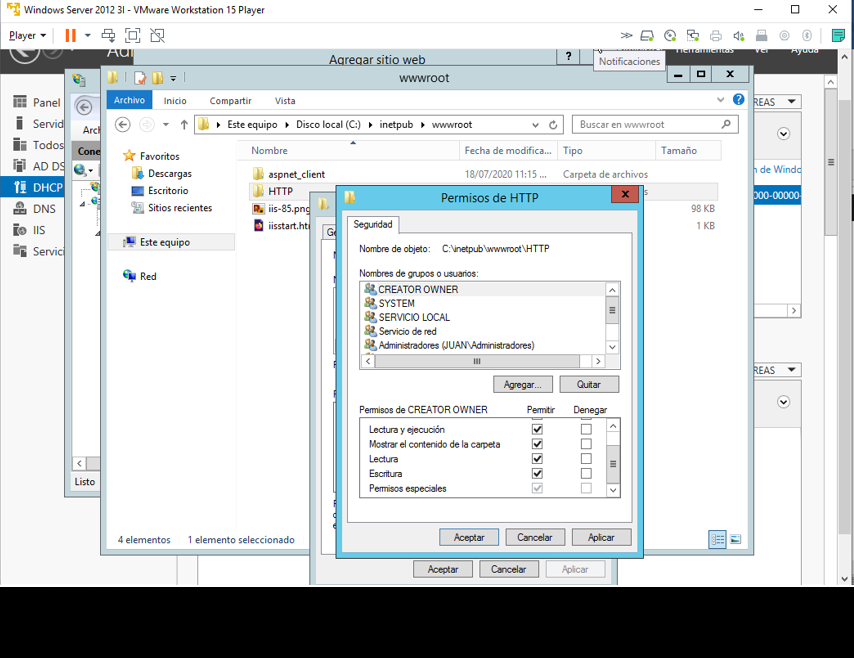 Windows Server 2012 3I - VMware Workstation 15 Player
Player
Herramientas Ver Ayuda
Notificaciones
Agregar sitio web
?
wwwroot
Archivo Inicio Compartir Vista
Este equipo Disco local (C:) inetpub wwwroot
Buscar en wwwroot
Panel
Servid
Todos
AD DS
DHCP
DNS
IIS
Servici
Arch
Cone
Listo
Favoritos
Descargas
Escritorio
Sitios recientes
Este equipo
Red
Nombre Fecha de modifica... Tipo Tamaño
aspnet_client 18/07/2020 11:15 ... Carpeta de archivos
HTTP
iis-85.png 98 KB
iisstart.htm 1 KB
Permisos de HTTP
Seguridad
Nombre de objeto: C:\inetpub\wwwroot\HTTP
Nombres de grupos o usuarios:
CREATOR OWNER
SYSTEM
SERVICIO LOCAL
Servicio de red
Administradores (JUAN\Administradores)
Agregar... Quitar
Permisos de CREATOR OWNER Permitir Denegar
Lectura y ejecución
Mostrar el contenido de la carpeta
Lectura
Escritura
Permisos especiales
Aceptar Cancelar Aplicar
4 elementos 1 elemento seleccionado
Aceptar Cancelar Aplicar
EAS
n de Windo
000-00000-
EAS